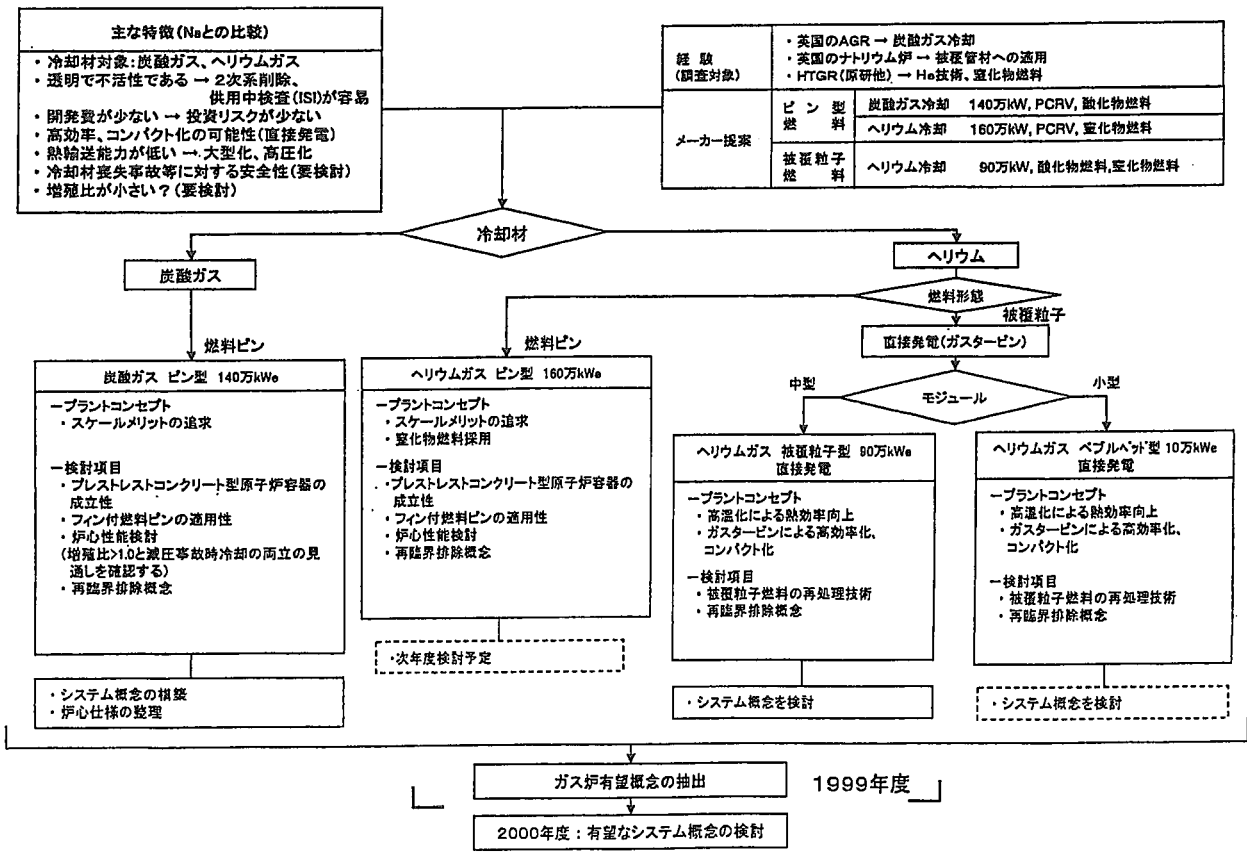 主な特徴(Naとの比較)
・ 冷却材対象：炭酸ガス、ヘリウムガス
・ 透明で不活性である → 2次系削除、
供用中検査(ISI)が容易
・ 開発費が少ない → 投資リスクが少ない
・ 高効率、コンパクト化の可能性(直接発電)
・ 熱輸送能力が低い → 大型化、高圧化
・ 冷却材喪失事故等に対する安全性(要検討)
・ 増殖比が小さい？(要検討)
経 験
(調査対象)
・ 英国のAGR → 炭酸ガス冷却
・ 英国のナトリウム炉 → 被覆管材への適用
・ HTGR(原研他) → He技術、窒化物燃料
メーカー提案
ピン型
燃料
炭酸ガス冷却 140万kW, PCRV, 酸化物燃料
ヘリウム冷却 160万kW, PCRV, 窒化物燃料
被覆粒子
燃料
ヘリウム冷却 90万kW, 酸化物燃料,窒化物燃料
冷却材
炭酸ガス
ヘリウム
燃料形態
被覆粒子
直接発電(ガスタービン)
燃料ピン
燃料ピン
中型
モジュール
小型
炭酸ガス ピン型 140万kWe
ープラントコンセプト
・ スケールメリットの追求
ー検討項目
・ プレストレストコンクリート型原子炉容器の
成立性
・ フィン付燃料ピンの適用性
・ 炉心性能検討
(増殖比>1.0と減圧事故時冷却の両立の見
通しを確認する)
・ 再臨界排除概念
・ システム概念の構築
・ 炉心仕様の整理
ヘリウムガス ピン型 160万kWe
ープラントコンセプト
・ スケールメリットの追求
・ 窒化物燃料採用
ー検討項目
・プレストレストコンクリート型原子炉容器の
成立性
・ フィン付燃料ピンの適用性
・ 炉心性能検討
・ 再臨界排除概念
・次年度検討予定
ヘリウムガス 被覆粒子型 90万kWe
直接発電
ープラントコンセプト
・ 高温化による熱効率向上
・ ガスタービンによる高効率化、
コンパクト化
ー検討項目
・ 被覆粒子燃料の再処理技術
・ 再臨界排除概念
・ システム概念を検討
ヘリウムガス ペブルベッド型 10万kWe
直接発電
ープラントコンセプト
・ 高温化による熱効率向上
・ ガスタービンによる高効率化、
コンパクト化
ー検討項目
・ 被覆粒子燃料の再処理技術
・ 再臨界排除概念
・ システム概念を検討
ガス炉有望概念の抽出
1999年度
2000年度：有望なシステム概念の検討